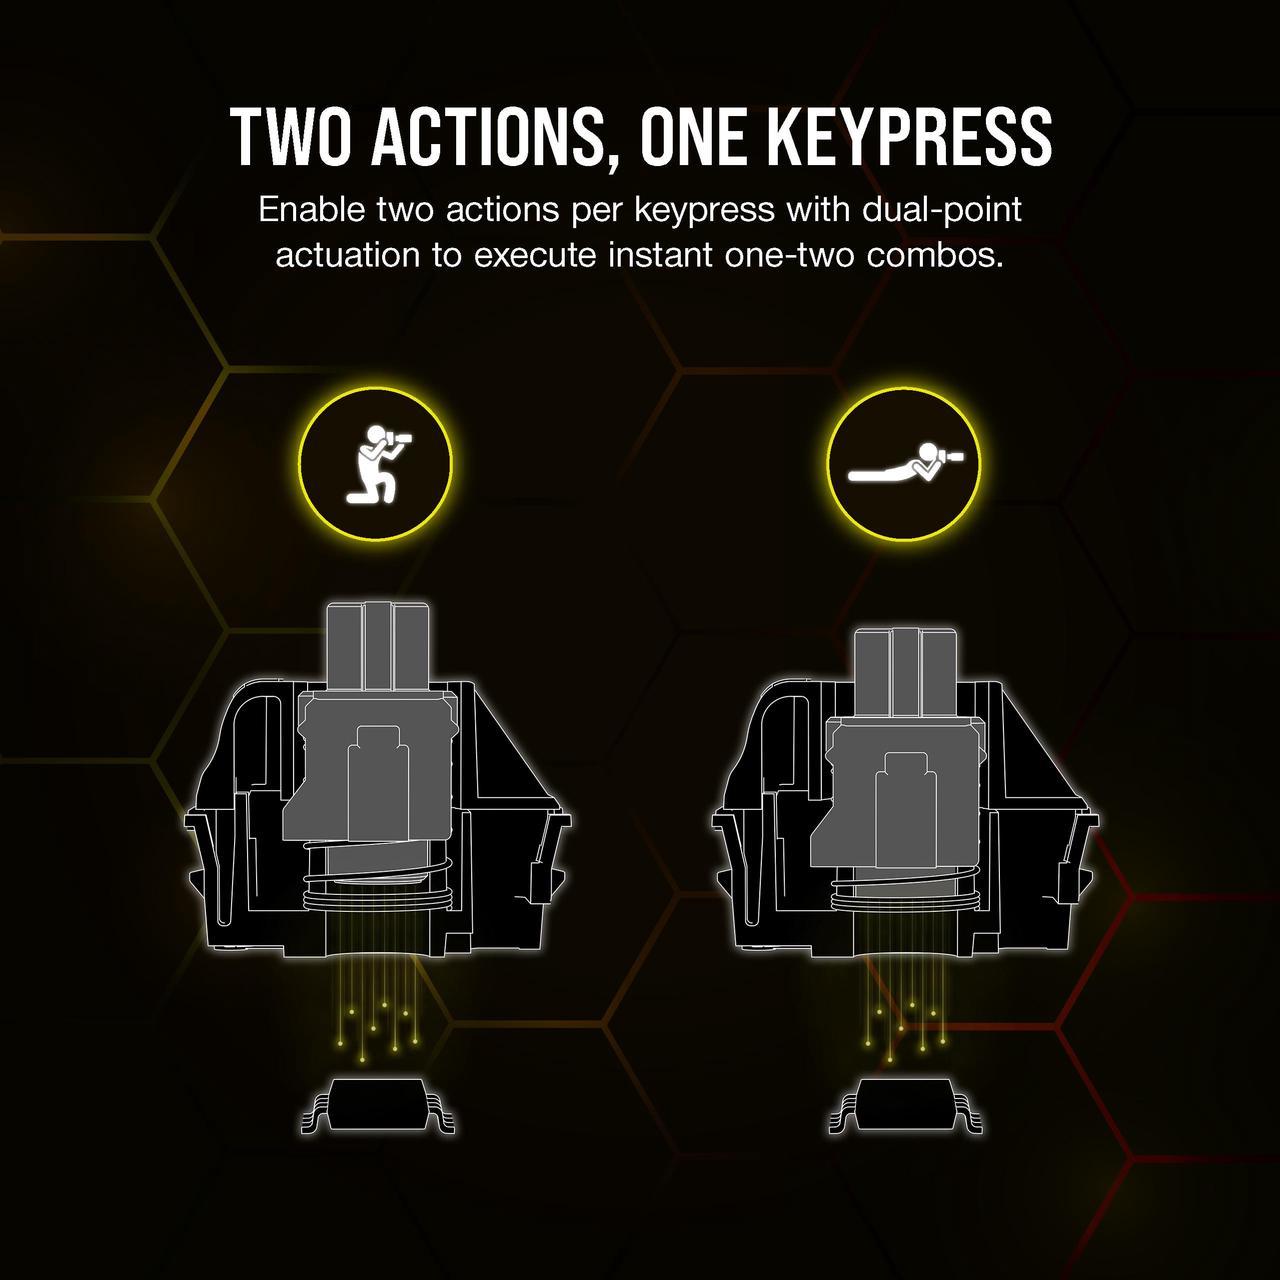 TWO ACTIONS, ONE KEYPRESS
Enable two actions per keypress with dual-point
actuation to execute instant one-two combos.